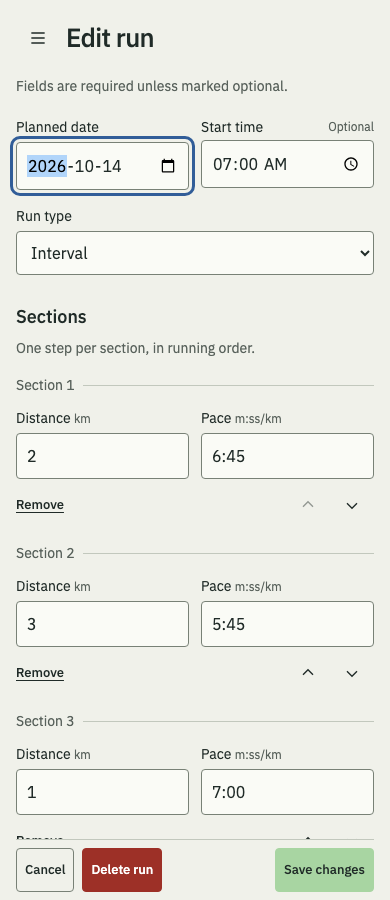 Edit run
Fields are required unless marked optional.
Planned date
Start time Optional
2026-10-14
07:00 AM
Run type
Interval
Sections
One step per section, in running order.
Section 1
Distance km
Pace m:ss/km
2
6:45
Remove
Section 2
Distance km
Pace m:ss/km
3
5:45
Remove
Section 3
Distance km
Pace m:ss/km
1
7:00
Cancel
Delete run
Save changes